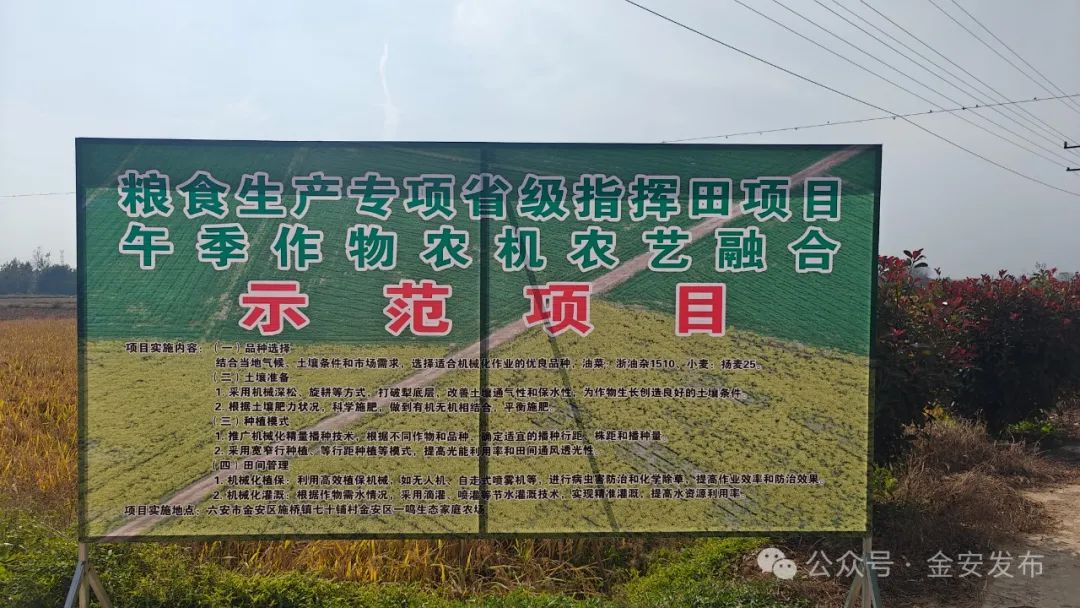 粮食生产专项省级指挥田项目
午季作物农机农艺融合
示范项目
项目实施内容：（一）品种选择
结合当地气候、土壤条件和市场需求，选择适合机械化作业的优良品种，油菜：浙油杂1510、小麦：扬麦25。
（二）土壤准备
1.采用机械深松、旋耕等方式，打破犁底层，改善土壤通气性和保水性，为作物生长创造良好的土壤条件。
2.根据土壤肥力状况，科学施肥，做到有机无机相结合，平衡施肥。
（三）种植模式
1.推广机械化精量播种技术，根据不同作物和品种，确定适宜的播种行距、株距和播种量。
2.采用宽窄行种植、等行距种植等模式，提高光能利用率和田间通风透光性。
（四）田间管理
1.机械化植保：利用高效植保机械，如无人机、自走式喷雾机等，进行病虫害防治和化学除草，提高作业效率和防治效果。
2.机械化灌溉：根据作物需水情况，采用滴灌、喷灌等节水灌溉技术，实现精准灌溉，提高水资源利用率。
项目实施地点：六安市金安区施桥镇七十铺村金安区一鸣生态家庭农场
公众号·金安发布